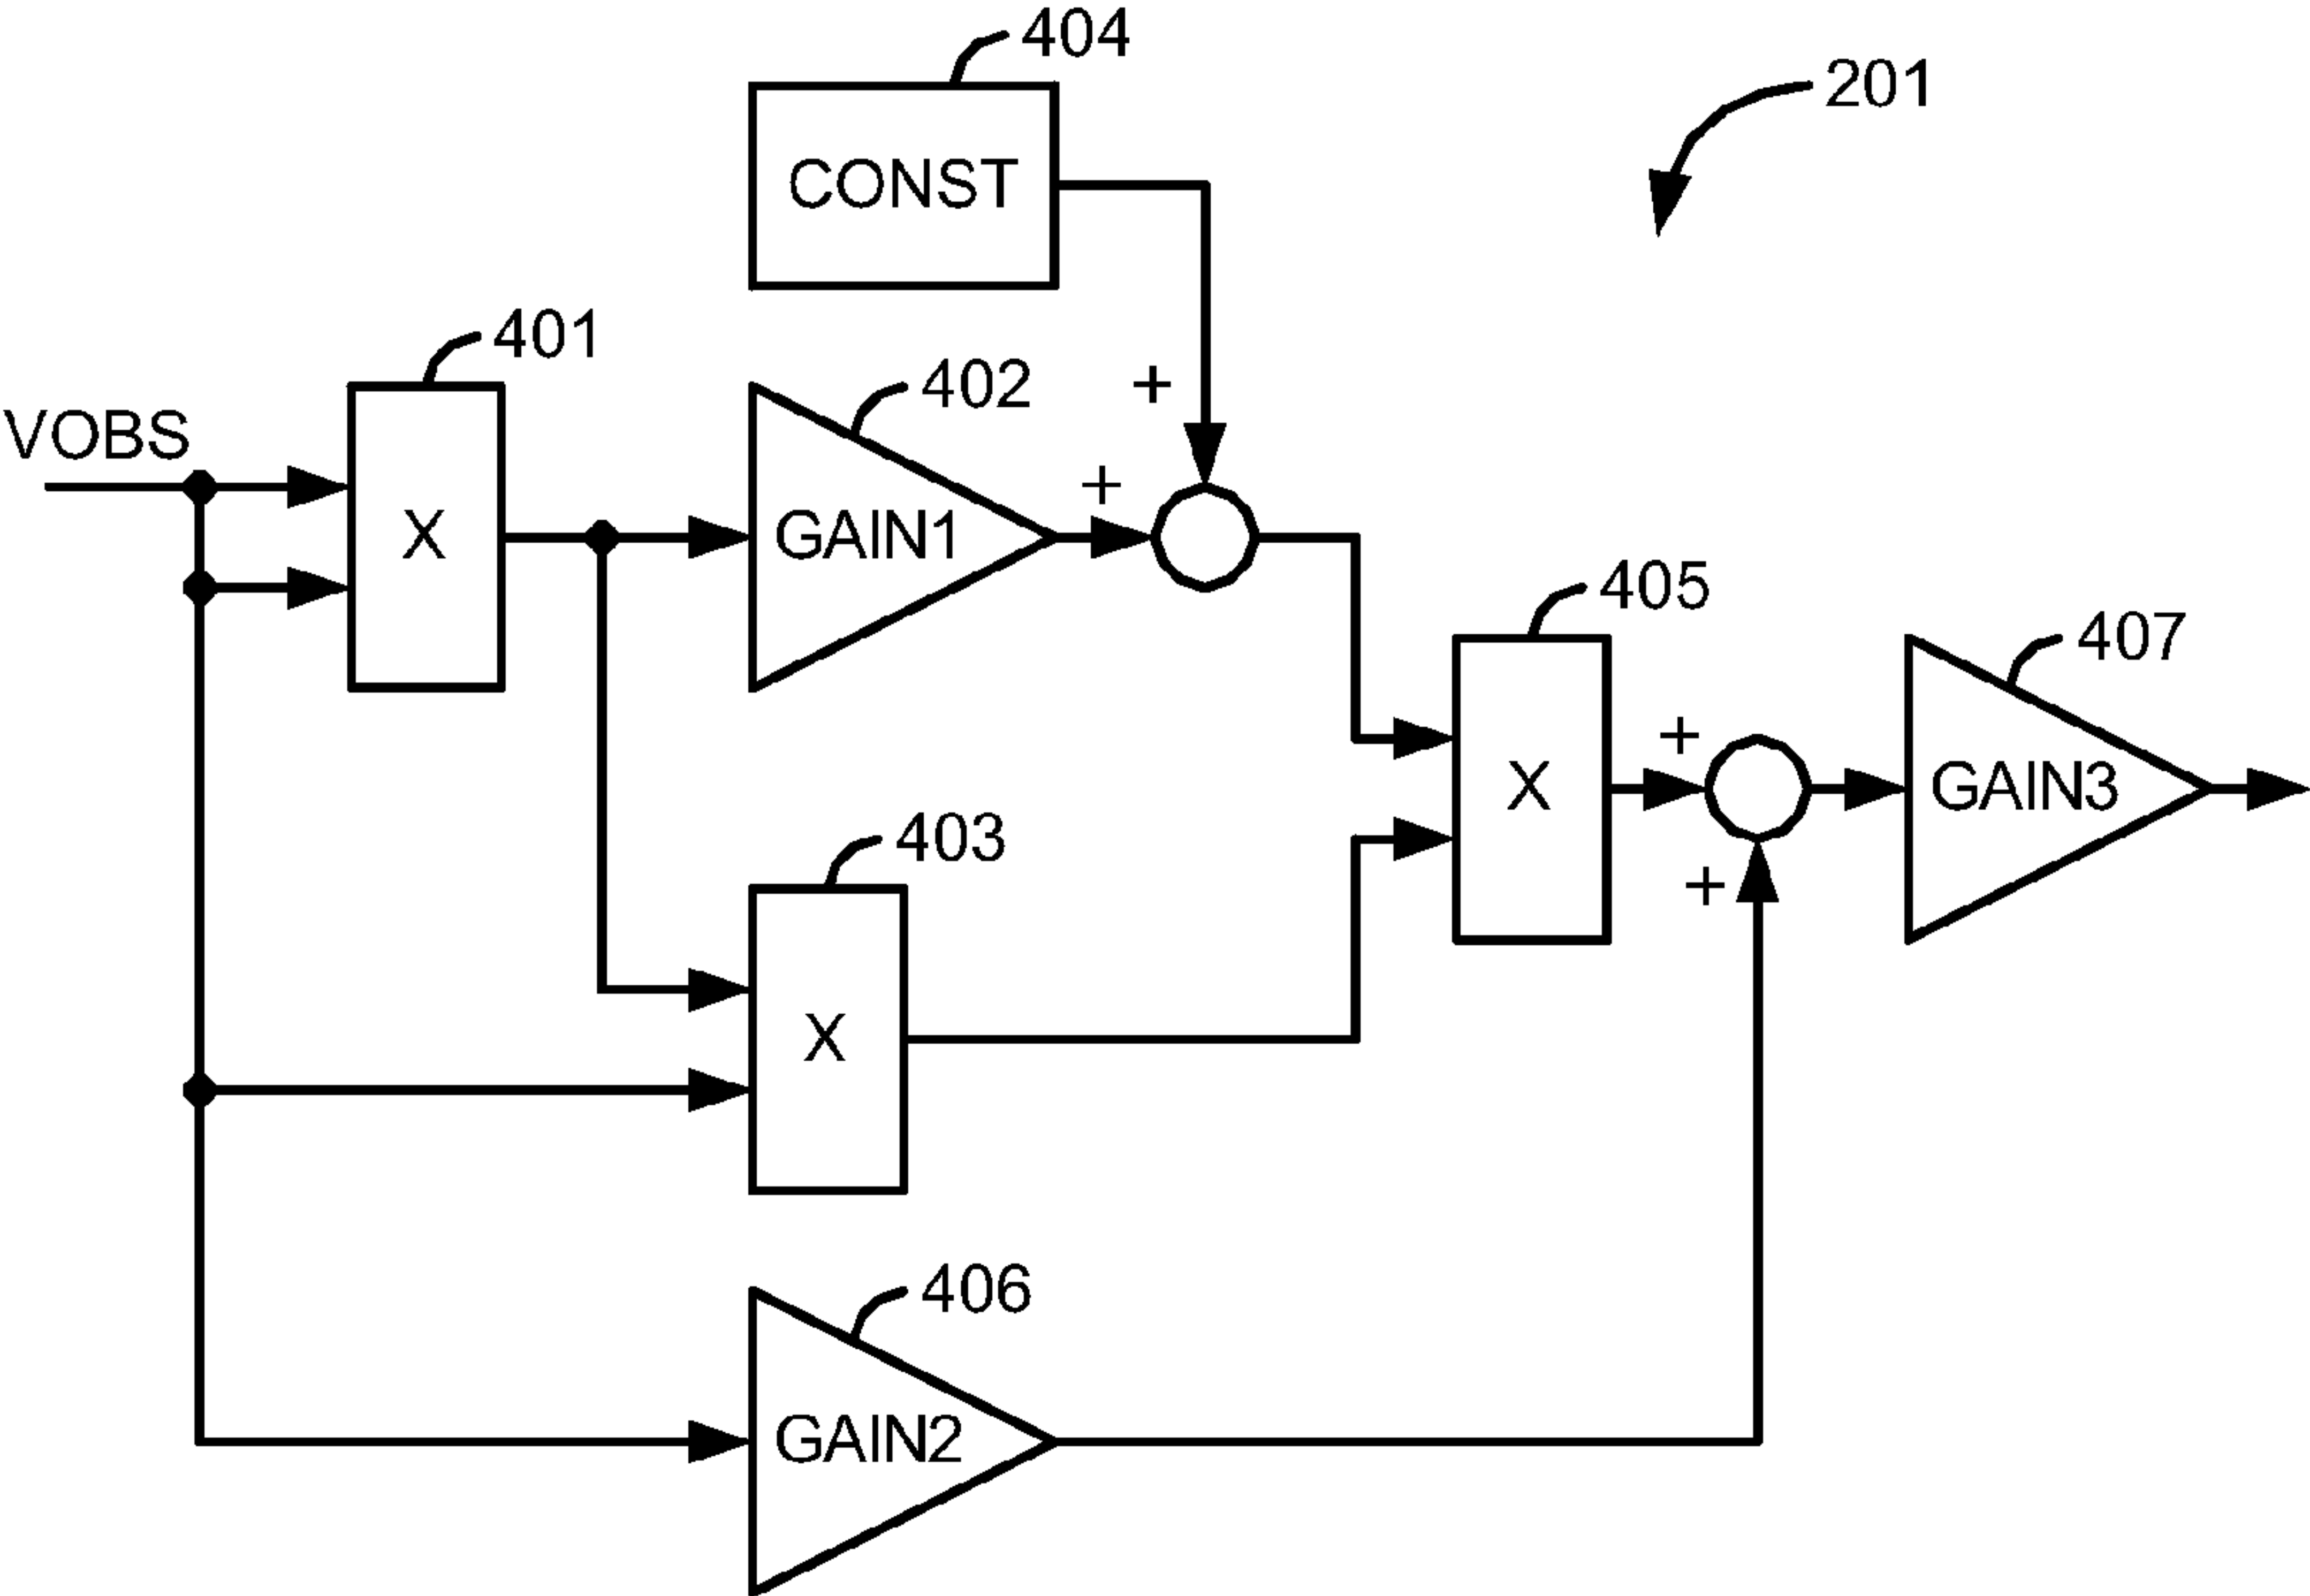 404
201
CONST
401
402
+
VOBS
+
X
GAIN1
405
407
+
X
GAIN3
403
+
X
406
GAIN2